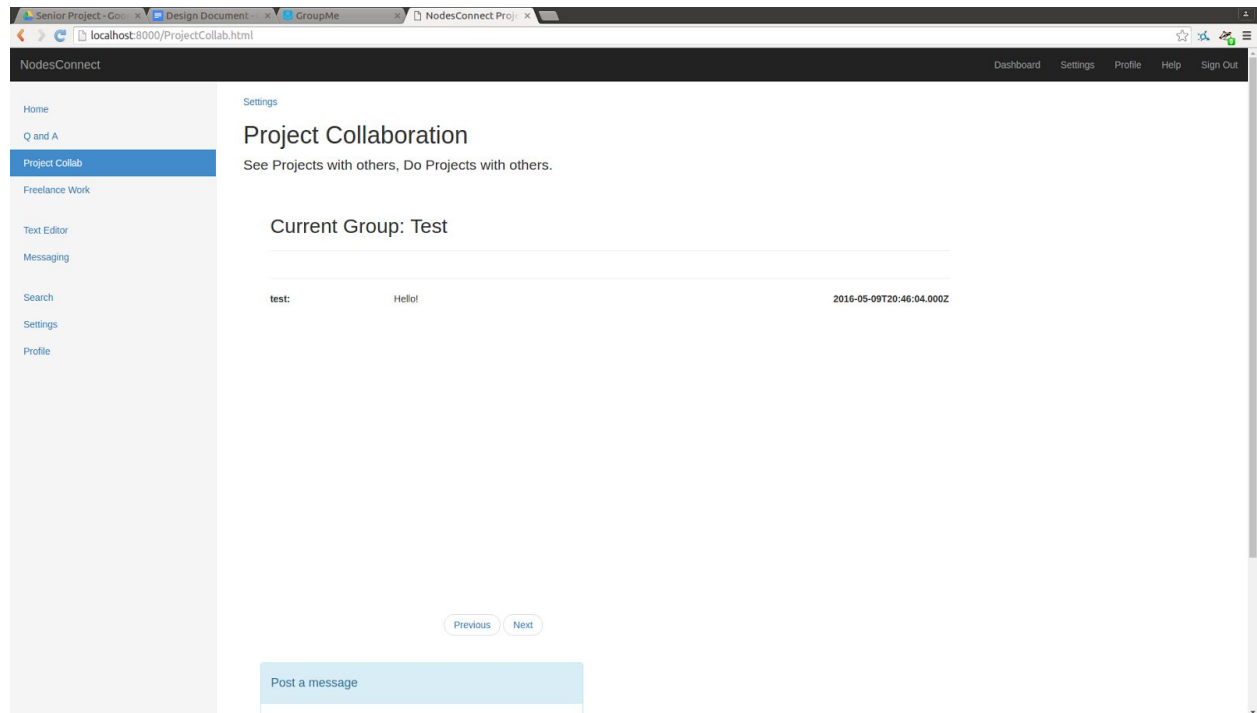 Senior Project - Goo
Design Document -
GroupMe
NodesConnect Proj
localhost:8000/ProjectCollab.html
NodesConnect
Dashboard Settings Profile Help Sign Out
Home
Q and A
Project Collab
Freelance Work
Text Editor
Messaging
Search
Settings
Profile
Settings
Project Collaboration
See Projects with others, Do Projects with others.
Current Group: Test
test: Hello! 2016-05-09T20:46:04.000Z
Previous Next
Post a message